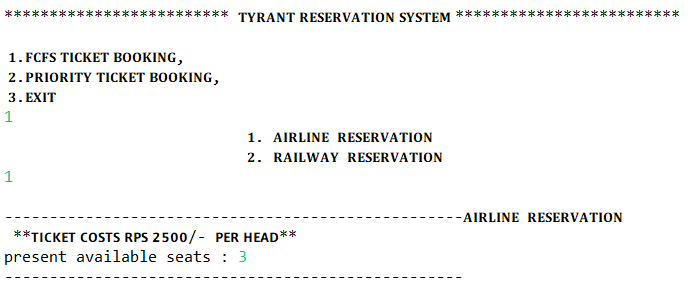 ************************** TYRANT RESERVATION SYSTEM **************************
1.FCFS TICKET BOOKING,
2.PRIORITY TICKET BOOKING,
3.EXIT
1
1. AIRLINE RESERVATION
2. RAILWAY RESERVATION
1
---------------------------------------------------AIRLINE RESERVATION
**TICKET COSTS RPS 2500/- PER HEAD**
present available seats : 3
---------------------------------------------------